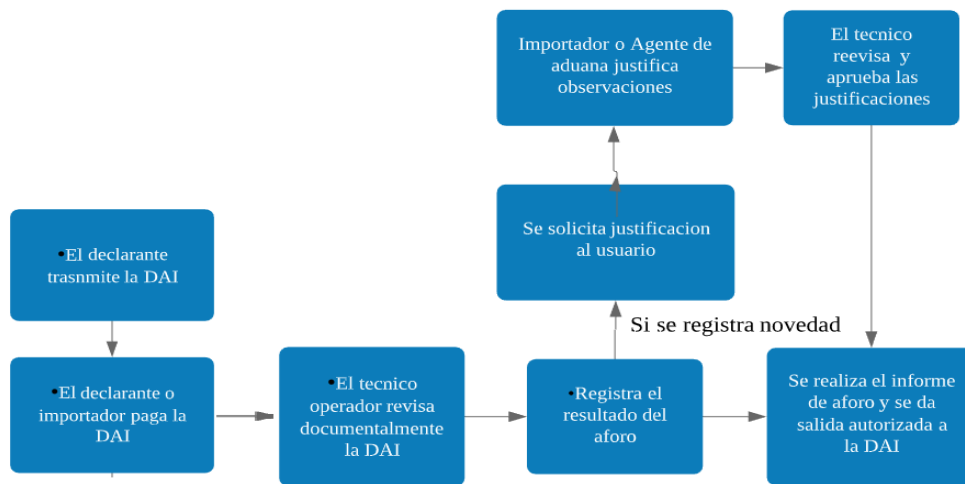 Importador o Agente de
aduana justifica
observaciones
El tecnico
reevisa y
aprueba las
justificaciones
Se solicita justificacion
al usuario
•El declarante
trasnmite la DAI
Si se registra novedad
•El declarante o
importador paga la
DAI
•El tecnico
operador revisa
documentalmente
la DAI
•Registra el
resultado del
aforo
Se realiza el informe
de aforo y se da
salida autorizada a
la DAI